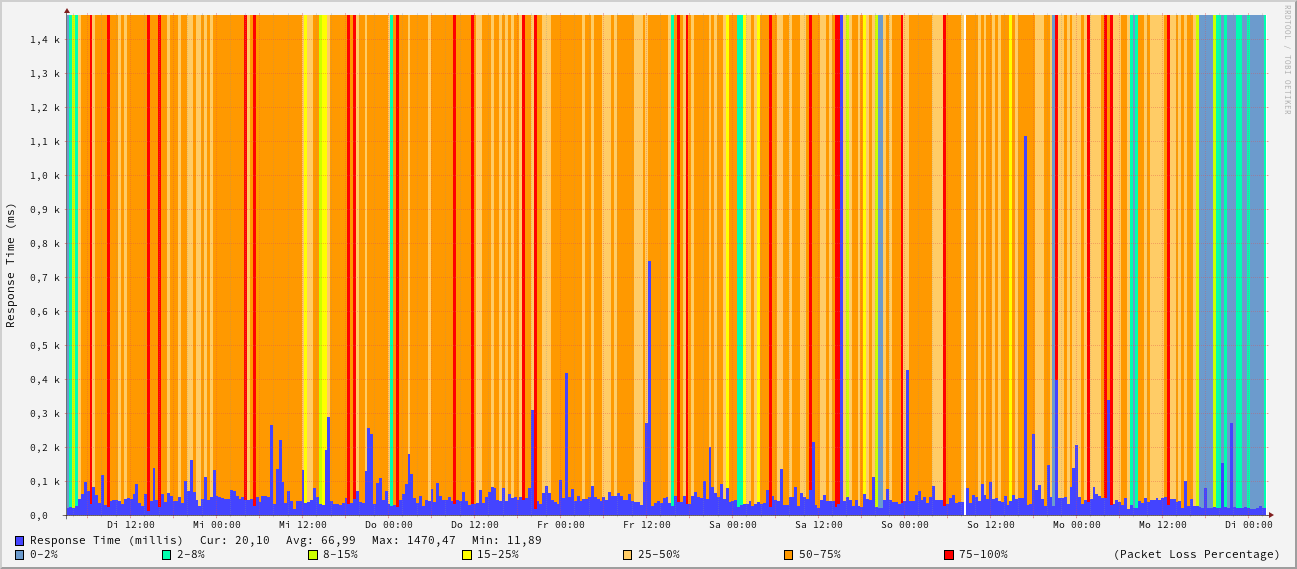 RRDTOOL / TOBI OETIKER
Response Time (ms)
1,4 k
1,3 k
1,2 k
1,1 k
1,0 k
0,9 k
0,8 k
0,7 k
0,6 k
0,5 k
0,4 k
0,3 k
0,2 k
0,1 k
0,0
Di 12:00 Mi 00:00 Mi 12:00 Do 00:00 Do 12:00 Fr 00:00 Fr 12:00 Sa 00:00 Sa 12:00 So 00:00 So 12:00 Mo 00:00 Mo 12:00 Di 00:00
Response Time (millis) Cur: 20,10 Avg: 66,99 Max: 1470,47 Min: 11,89
0-2% 2-8% 8-15% 15-25% 25-50% 50-75% 75-100% (Packet Loss Percentage)